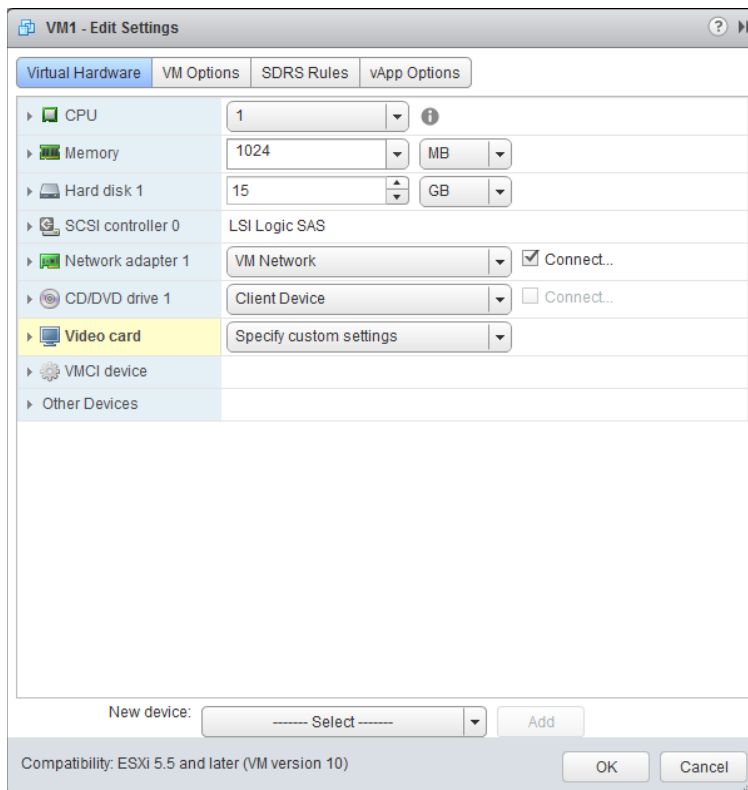 VM1 - Edit Settings
?
Virtual Hardware VM Options SDRS Rules vApp Options
CPU 1
Memory 1024 MB
Hard disk 1 15 GB
SCSI controller 0 LSI Logic SAS
Network adapter 1 VM Network Connect...
CD/DVD drive 1 Client Device Connect...
Video card Specify custom settings
VMCI device
Other Devices
New device: ------- Select ------- Add
Compatibility: ESXi 5.5 and later (VM version 10) OK Cancel